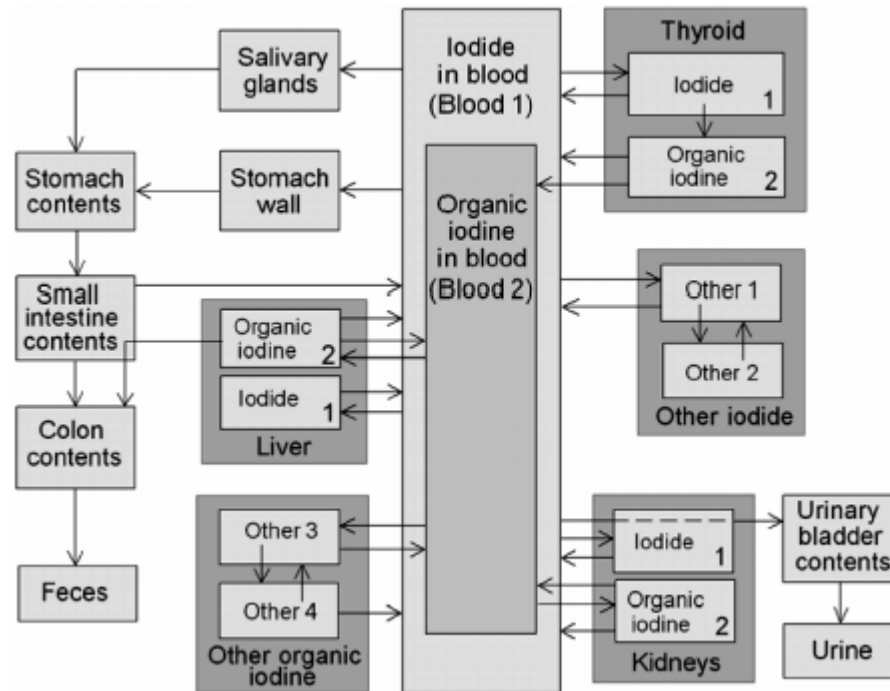 Salivary
glands
Stomach
contents
Stomach
wall
Small
intestine
contents
Colon
contents
Feces
Organic
iodine
2
Iodide
1
Liver
Other 3
Other 4
Other organic
iodine
Iodide
in blood
(Blood 1)
Organic
iodine
in blood
(Blood 2)
Thyroid
Iodide
1
Organic
iodine
2
Other 1
Other 2
Other iodide
Iodide
1
Organic
iodine
2
Kidneys
Urinary
bladder
contents
Urine